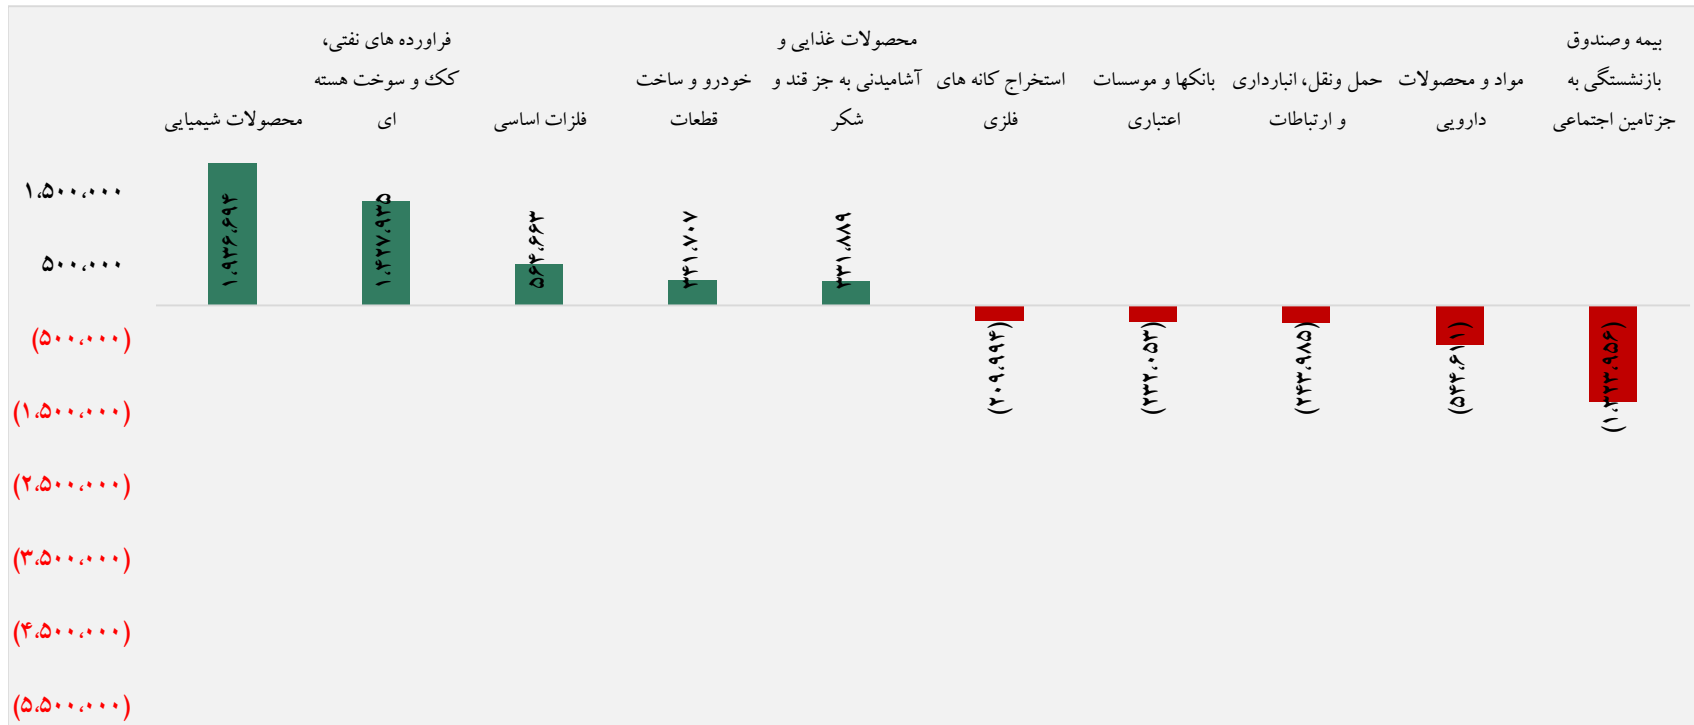 محصولات شیمیایی
فراورده های نفتی،
کک و سوخت هسته
ای
فلزات اساسی
خودرو و ساخت
قطعات
محصولات غذایی و
آشامیدنی به جز قند و
شکر
استخراج کانه های
فلزی
بانکها و موسسات
اعتباری
حمل ونقل، انبارداری
و ارتباطات
مواد و محصولات
دارویی
بیمه وصندوق
بازنشستگی به
جزتامین اجتماعی
۱،۵۰۰،۰۰۰
۵۰۰،۰۰۰
(۵۰۰،۰۰۰)
(۱،۵۰۰،۰۰۰)
(۲،۵۰۰،۰۰۰)
(۳،۵۰۰،۰۰۰)
(۴،۵۰۰،۰۰۰)
(۵،۵۰۰،۰۰۰)
۱،۹۳۶،۶۹۴
۱،۴۲۷،۹۳۵
۵۶۴،۶۶۳
۳۴۱،۷۰۷
۳۳۱،۸۸۹
(۲۰۹،۹۹۴)
(۲۳۲،۰۵۳)
(۲۴۳،۹۸۵)
(۵۴۴،۶۱۱)
(۱،۳۲۳،۹۵۶)